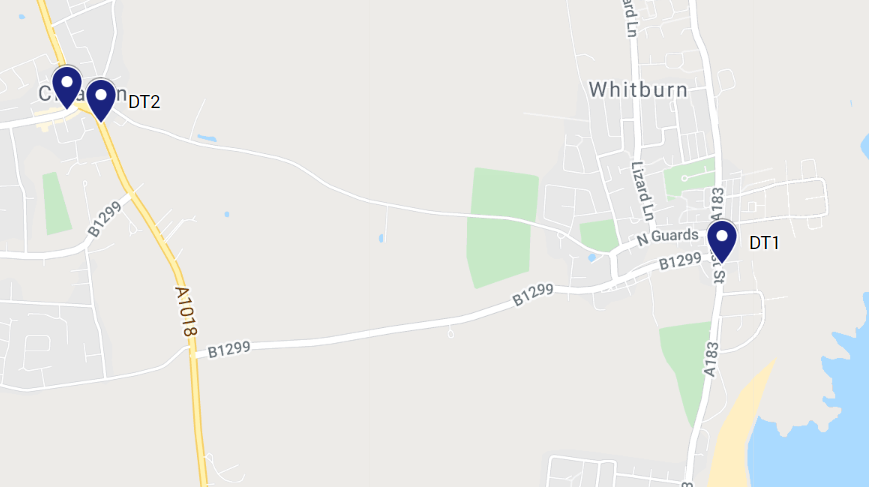 Whitburn
DT2
Lizard Ln
A183
B1299
N Guards
DT1
B1299
B1299
A1018
B1299
A183